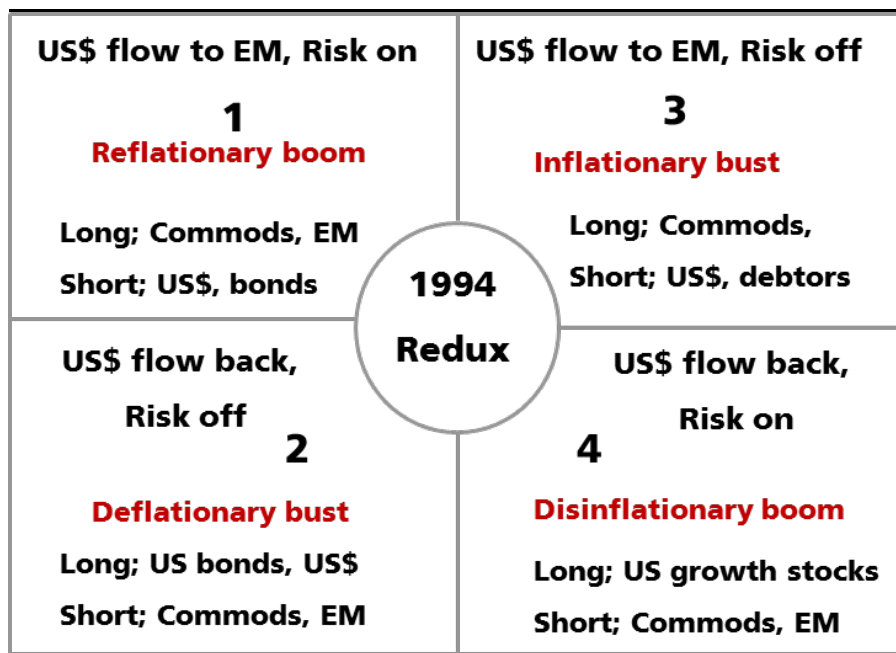 US$ flow to EM, Risk on
1
Reflationary boom
Long; Commods, EM
Short; US$, bonds
US$ flow to EM, Risk off
3
Inflationary bust
Long; Commods,
Short; US$, debtors
1994
Redux
US$ flow back,
Risk off
2
Deflationary bust
Long; US bonds, US$
Short; Commods, EM
US$ flow back,
Risk on
4
Disinflationary boom
Long; US growth stocks
Short; Commods, EM